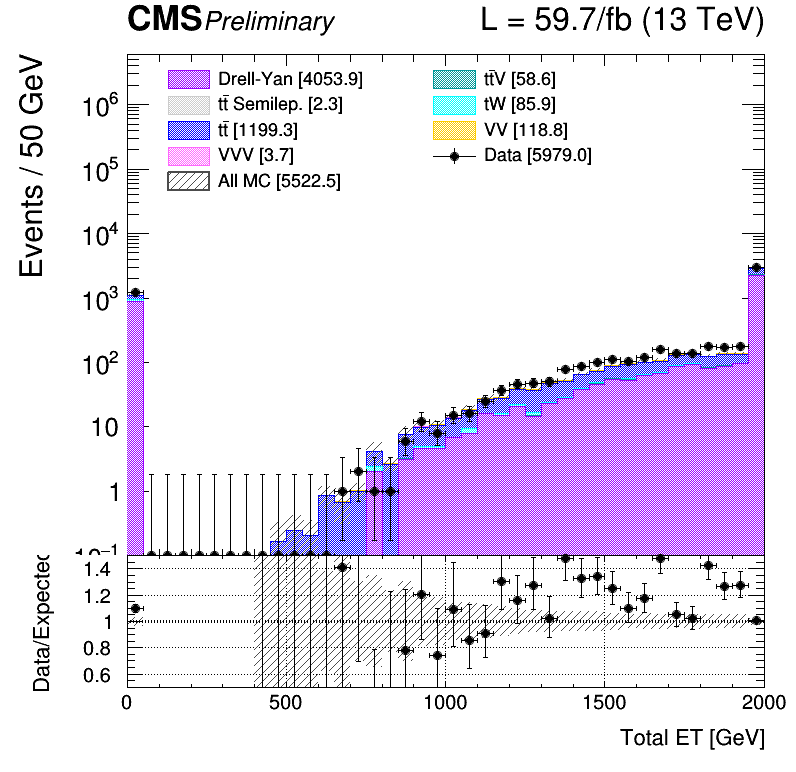 CMS Preliminary L = 59.7/fb (13 TeV)
Events / 50 GeV
Drell-Yan [4053.9]
tt̄ Semilep. [2.3]
tt̄ [1199.3]
VVV [3.7]
All MC [5522.5]
tt̄V [58.6]
tW [85.9]
VV [118.8]
Data [5979.0]
10⁶
10⁵
10⁴
10³
10²
10
1
10⁻¹
Data/Expected
1.4
1.2
1
0.8
0.6
0 500 1000 1500 2000
Total ET [GeV]